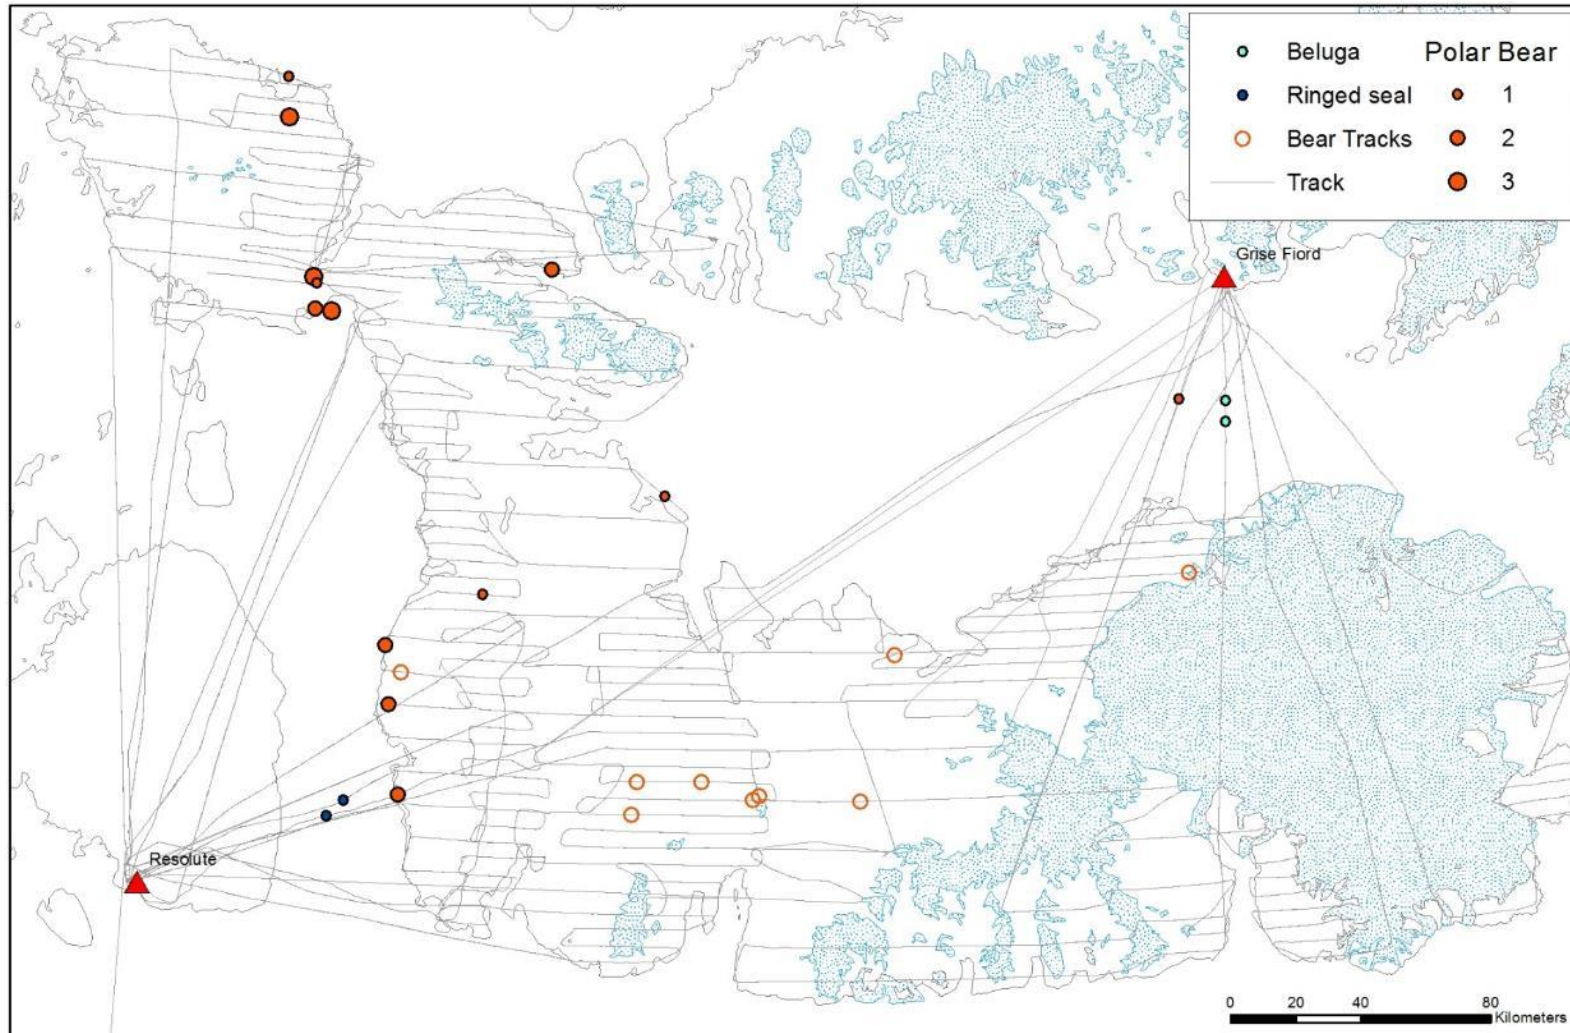 Beluga
Polar Bear
Ringed seal
1
Bear Tracks
2
Track
3
Grise Fiord
Resolute
0 20 40 80
Kilometers